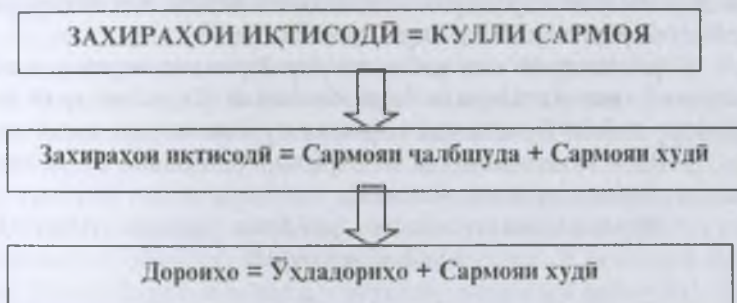 ЗАХИРАҲОИ ИҚТИСОДӢ = КУЛЛИ САРМОЯ
Захираҳои иқтисодӣ = Сармояи ҷалбшуда + Сармояи худӣ
Дороиҳо = Ӯҳдадориҳо + Сармояи худӣ